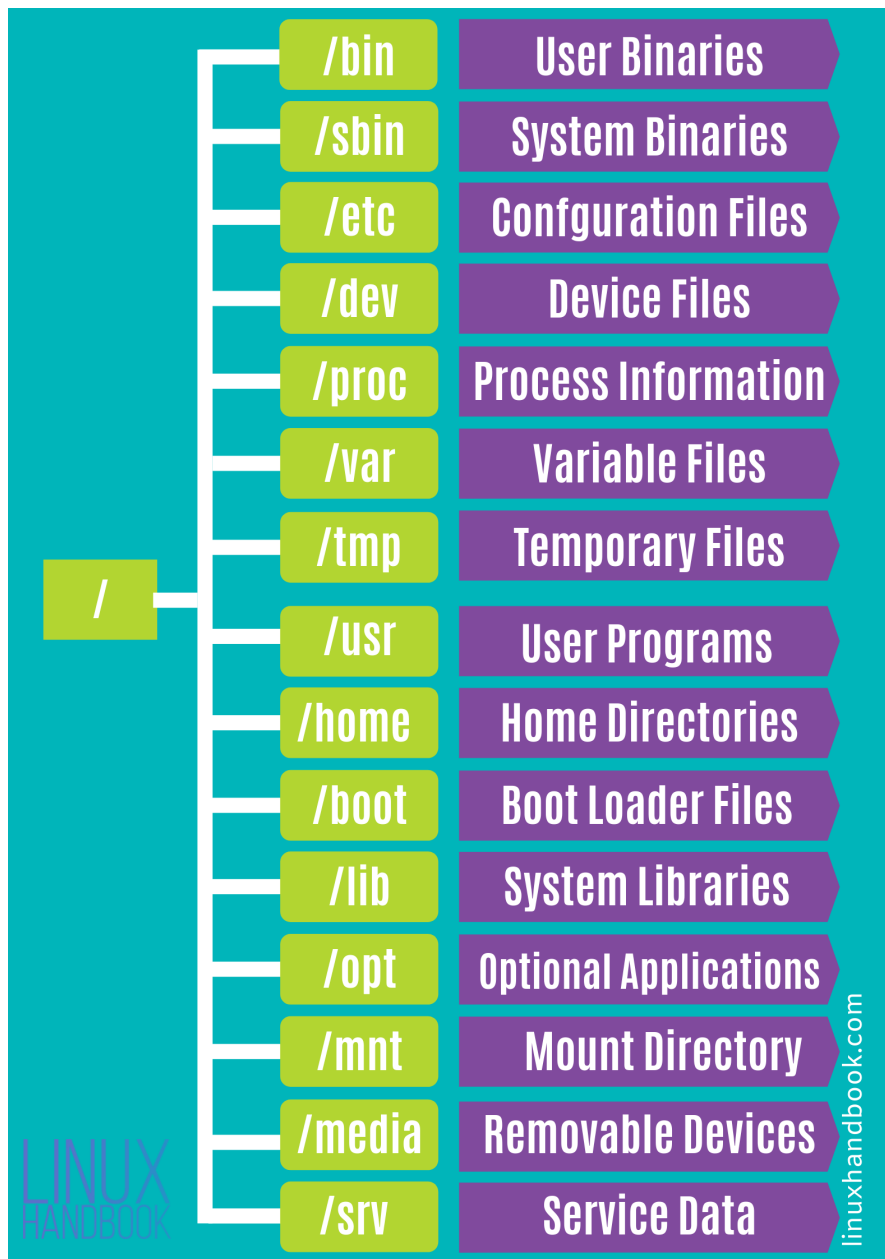 /bin User Binaries
/sbin System Binaries
/etc Confguration Files
/dev Device Files
/proc Process Information
/var Variable Files
/tmp Temporary Files
/
/usr User Programs
/home Home Directories
/boot Boot Loader Files
/lib System Libraries
/opt Optional Applications
/mnt Mount Directory
/media Removable Devices
/srv Service Data
LINUX
HANDBOOK
linuxhandbook.com